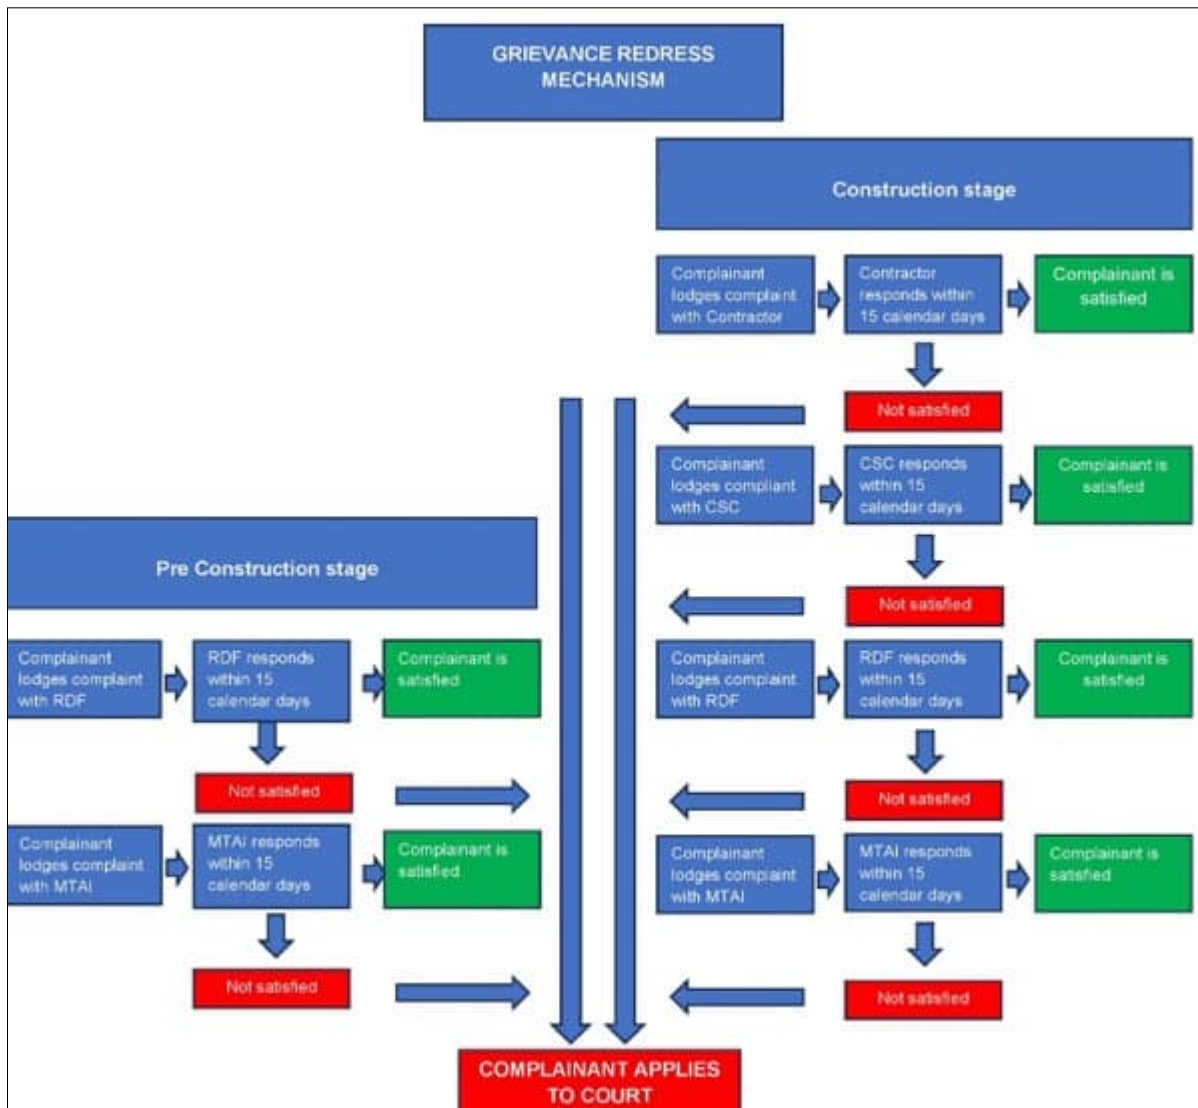 GRIEVANCE REDRESS
MECHANISM
Construction stage
Complainant
lodges complaint
with Contractor
Contractor
responds within
15 calendar days
Complainant is
satisfied
Not satisfied
Complainant
lodges compliant
with CSC
CSC responds
within 15
calendar days
Complainant is
satisfied
Not satisfied
Complainant
lodges complaint
with RDF
RDF responds
within 15
calendar days
Complainant is
satisfied
Not satisfied
Complainant
lodges complaint
with MTAI
MTAI responds
within 15
calendar days
Complainant is
satisfied
Not satisfied
Pre Construction stage
Complainant
lodges complaint
with RDF
RDF responds
within 15
calendar days
Complainant is
satisfied
Not satisfied
Complainant
lodges complaint
with MTAI
MTAI responds
within 15
calendar days
Complainant is
satisfied
Not satisfied
COMPLAINANT APPLIES
TO COURT